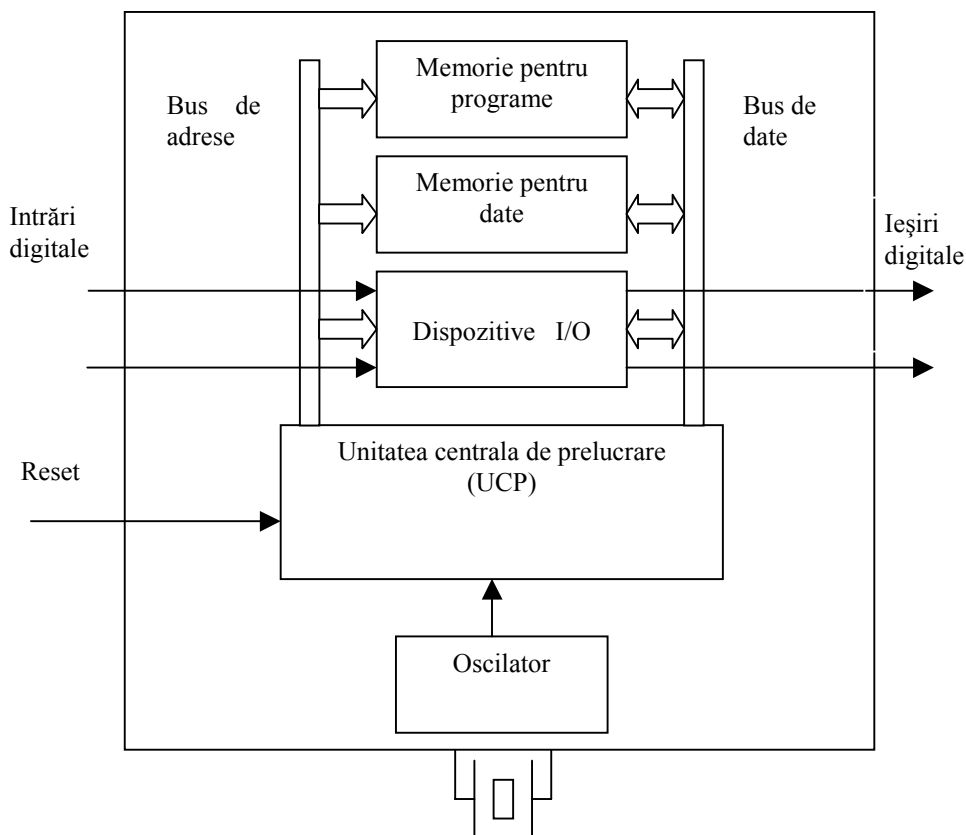 Memorie pentru
programe
Bus de
adrese
Bus de
date
Memorie pentru
date
Intrări
digitale
Ieşiri
digitale
Dispozitive I/O
Unitatea centrala de prelucrare
(UCP)
Reset
Oscilator